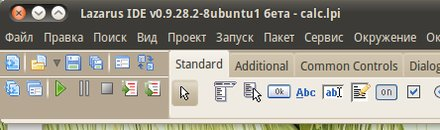 Lazarus IDE v0.9.28.2-8ubuntu1 бета - calc.lpi
Файл Правка Поиск Вид Проект Запуск Пакет Сервис Окружение
Standard Additional Common Controls Dialog
Ok Abc ab on